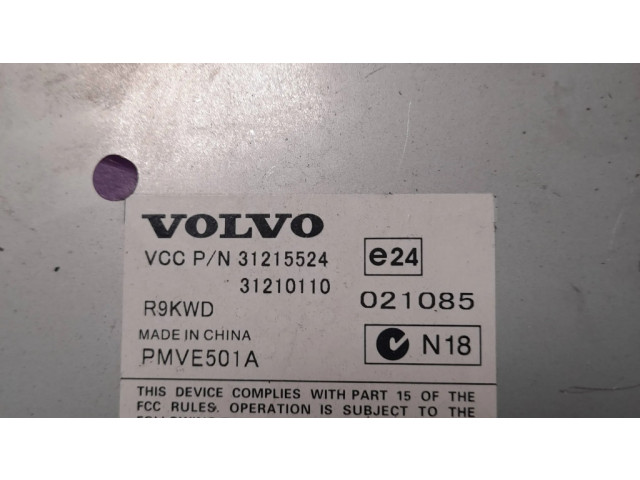 VOLVO
VCC P/N 31215524
e24
31210110
R9KWD
021085
MADE IN CHINA
N18
PMVE501A
THIS DEVICE COMPLIES WITH PART 15 OF THE
FCC RULES. OPERATION IS SUBJECT TO THE
FOLLOWING